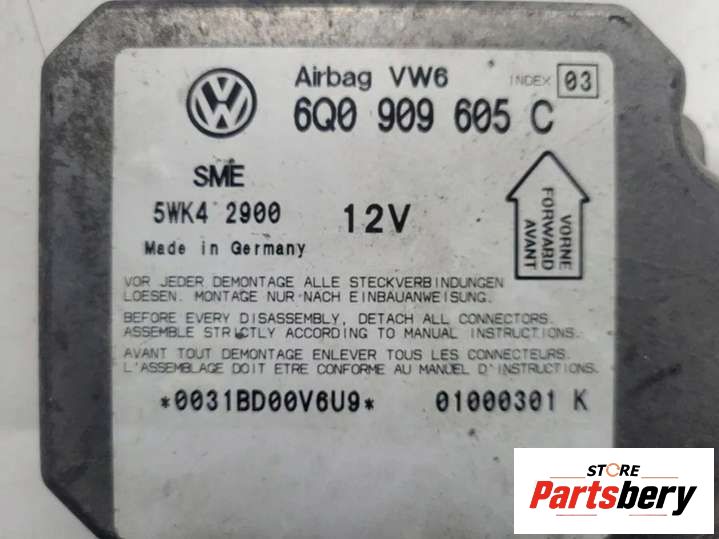 Airbag VW6 INDEX 03
6Q0 909 605 C
SME
5WK4 2900 12V
Made in Germany
VORNE
FORWARD
AVANT
VOR JEDER DEMONTAGE ALLE STECKVERBINDUNGEN
LOESEN. MONTAGE NUR NACH EINBAUANWEISUNG.
BEFORE EVERY DISASSEMBLY, DETACH ALL CONNECTORS.
ASSEMBLE STRICTLY ACCORDING TO MANUAL INSTRUCTIONS.
AVANT TOUT DEMONTAGE ENLEVER TOUS LES CONNECTEURS.
L'ASSEMBLAGE DOIT ETRE CONFORME AU MANUEL D'INSTRUCTIONS.
*0031BD00V6U9* 01000301 K
STORE
Partsbery